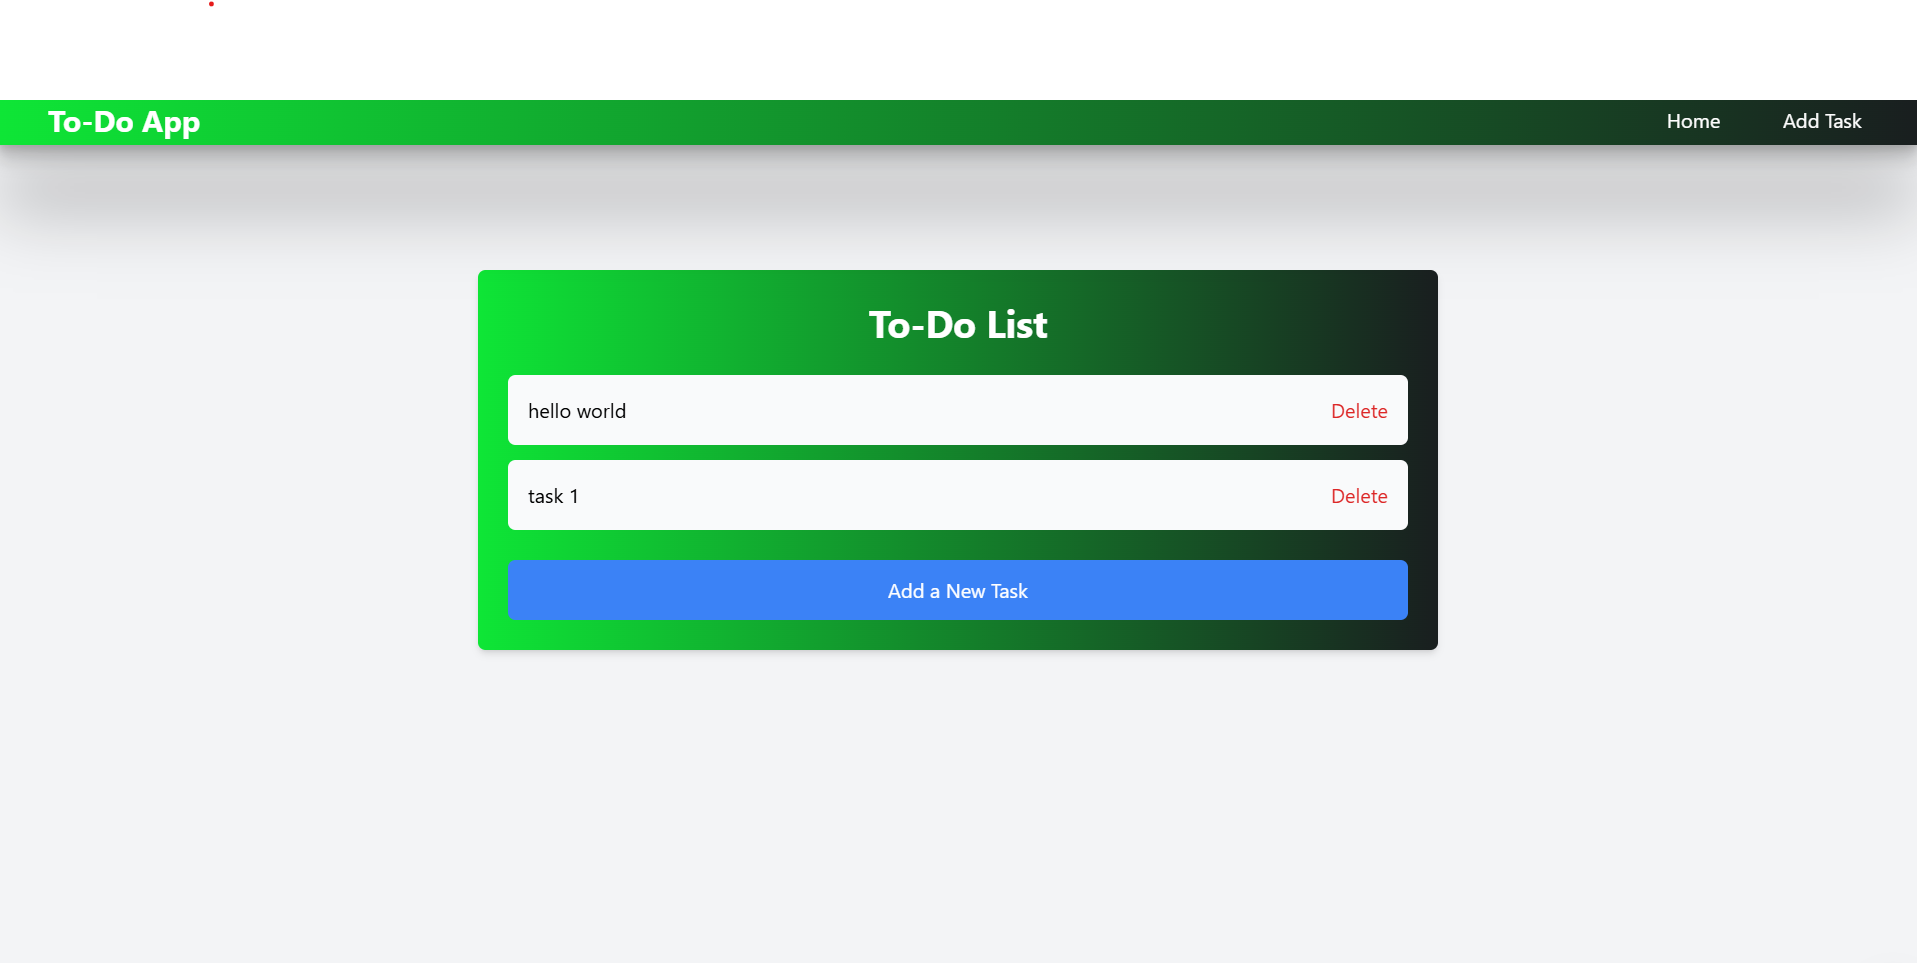 To-Do App Home Add Task
To-Do List
hello world Delete
task 1 Delete
Add a New Task